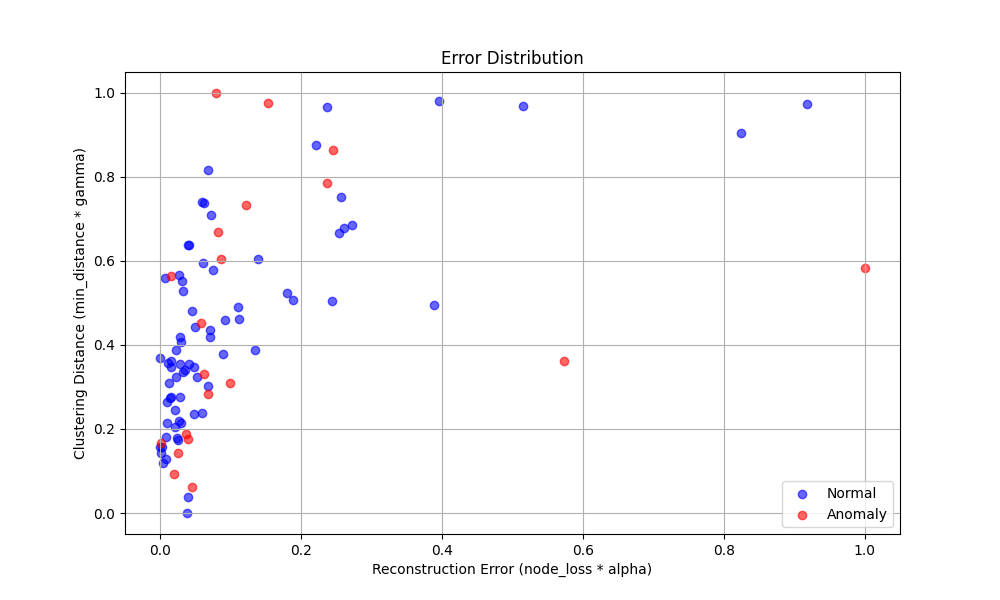 Error Distribution
Clustering Distance (min_distance * gamma)
1.0
0.8
0.6
0.4
0.2
0.0
0.0 0.2 0.4 0.6 0.8 1.0
Reconstruction Error (node_loss * alpha)
Normal
Anomaly